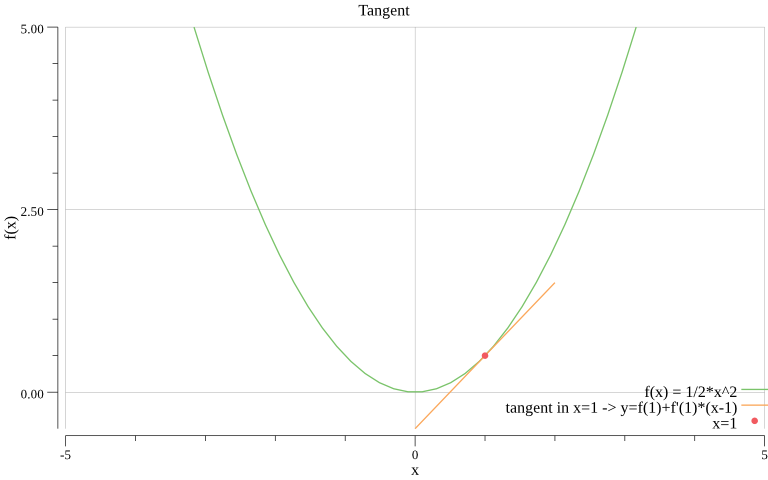 Tangent
5.00
2.50
0.00
f(x)
f(x) = 1/2*x^2
tangent in x=1 -> y=f(1)+f'(1)*(x-1)
x=1
-5
0
5
x